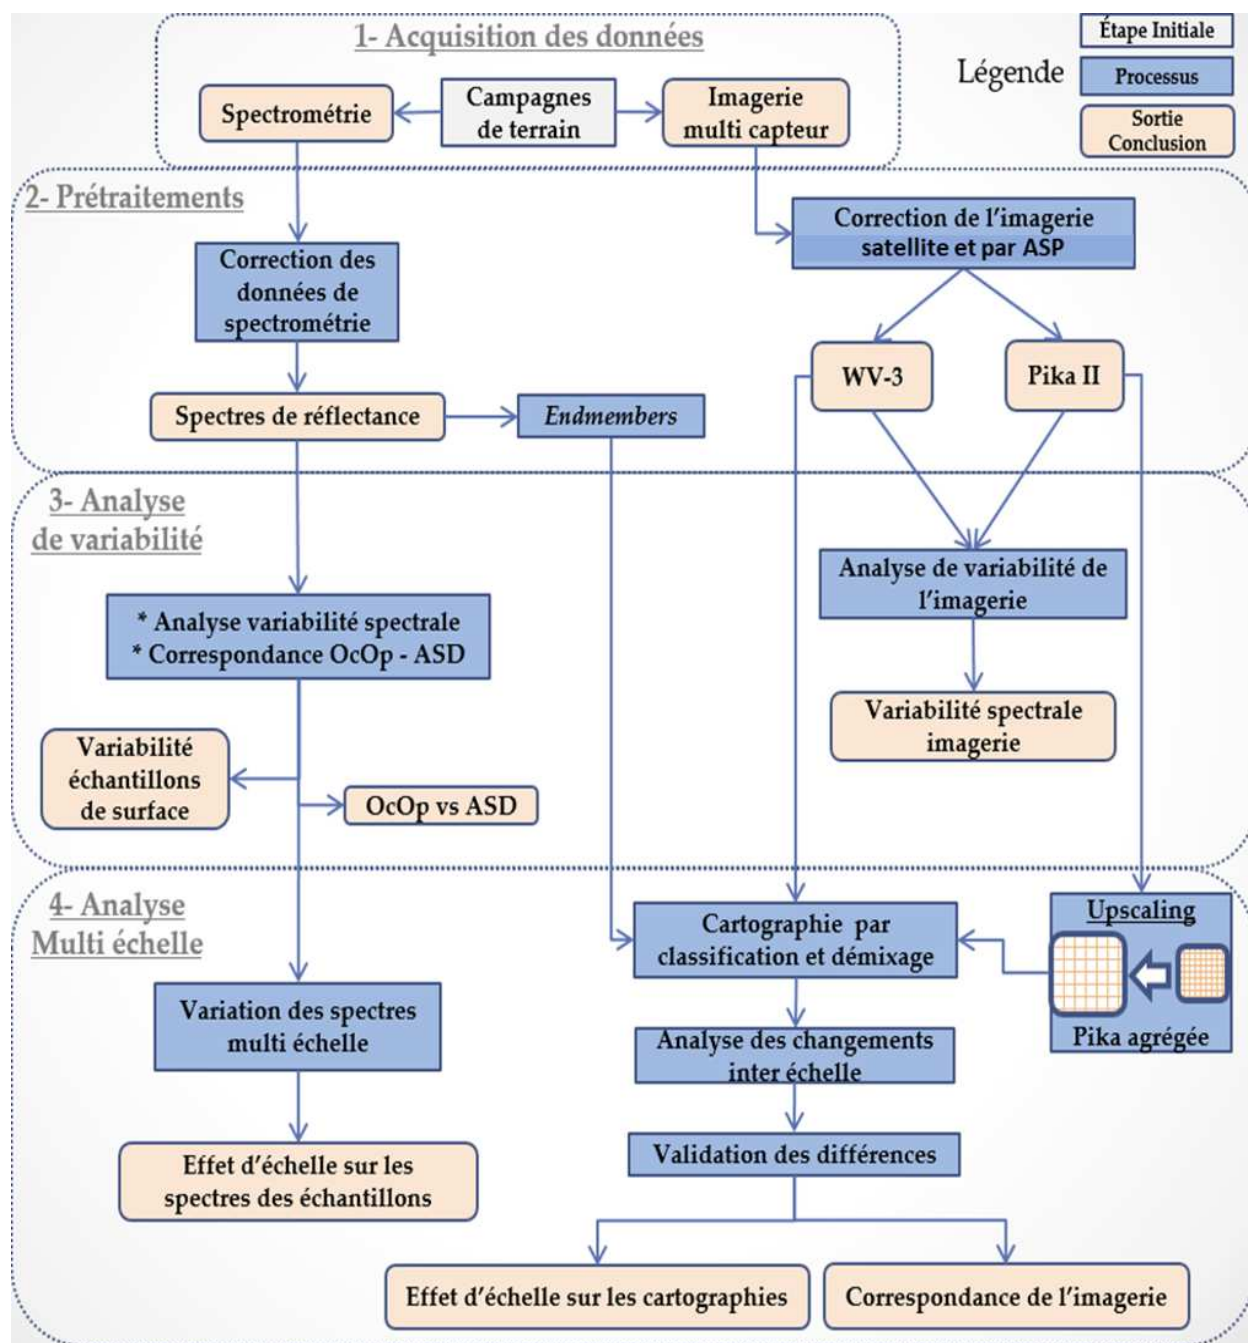 1- Acquisition des données
Étape Initiale
Légende
Processus
Sortie
Conclusion
Spectrométrie
Campagnes
de terrain
Imagerie
multi capteur
2- Prétraitements
Correction de l'imagerie
satellite et par ASP
Correction des
données de
spectrométrie
WV-3
Pika II
Spectres de réflectance
Endmembers
3- Analyse
de variabilité
Analyse de variabilité de
l'imagerie
* Analyse variabilité spectrale
* Correspondance OcOp - ASD
Variabilité spectrale
imagerie
Variabilité
échantillons
de surface
OcOp vs ASD
4- Analyse
Multi échelle
Cartographie par
classification et démixage
Upscaling
Pika agrégée
Variation des spectres
multi échelle
Analyse des changements
inter échelle
Validation des différences
Effet d'échelle sur les
spectres des échantillons
Effet d'échelle sur les cartographies
Correspondance de l'imagerie